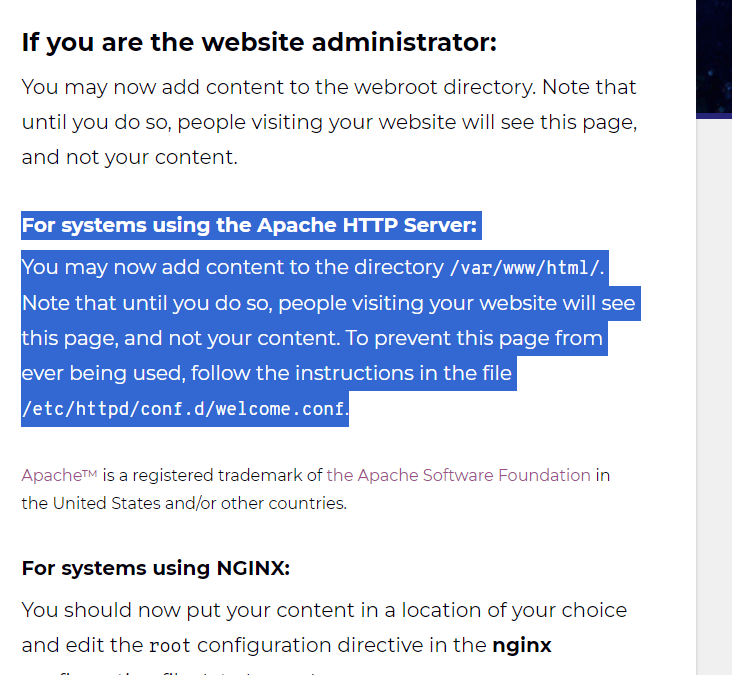 If you are the website administrator:
You may now add content to the webroot directory. Note that
until you do so, people visiting your website will see this page,
and not your content.
For systems using the Apache HTTP Server:
You may now add content to the directory /var/www/html/.
Note that until you do so, people visiting your website will see
this page, and not your content. To prevent this page from
ever being used, follow the instructions in the file
/etc/httpd/conf.d/welcome.conf.
Apache™ is a registered trademark of the Apache Software Foundation in
the United States and/or other countries.
For systems using NGINX:
You should now put your content in a location of your choice
and edit the root configuration directive in the nginx